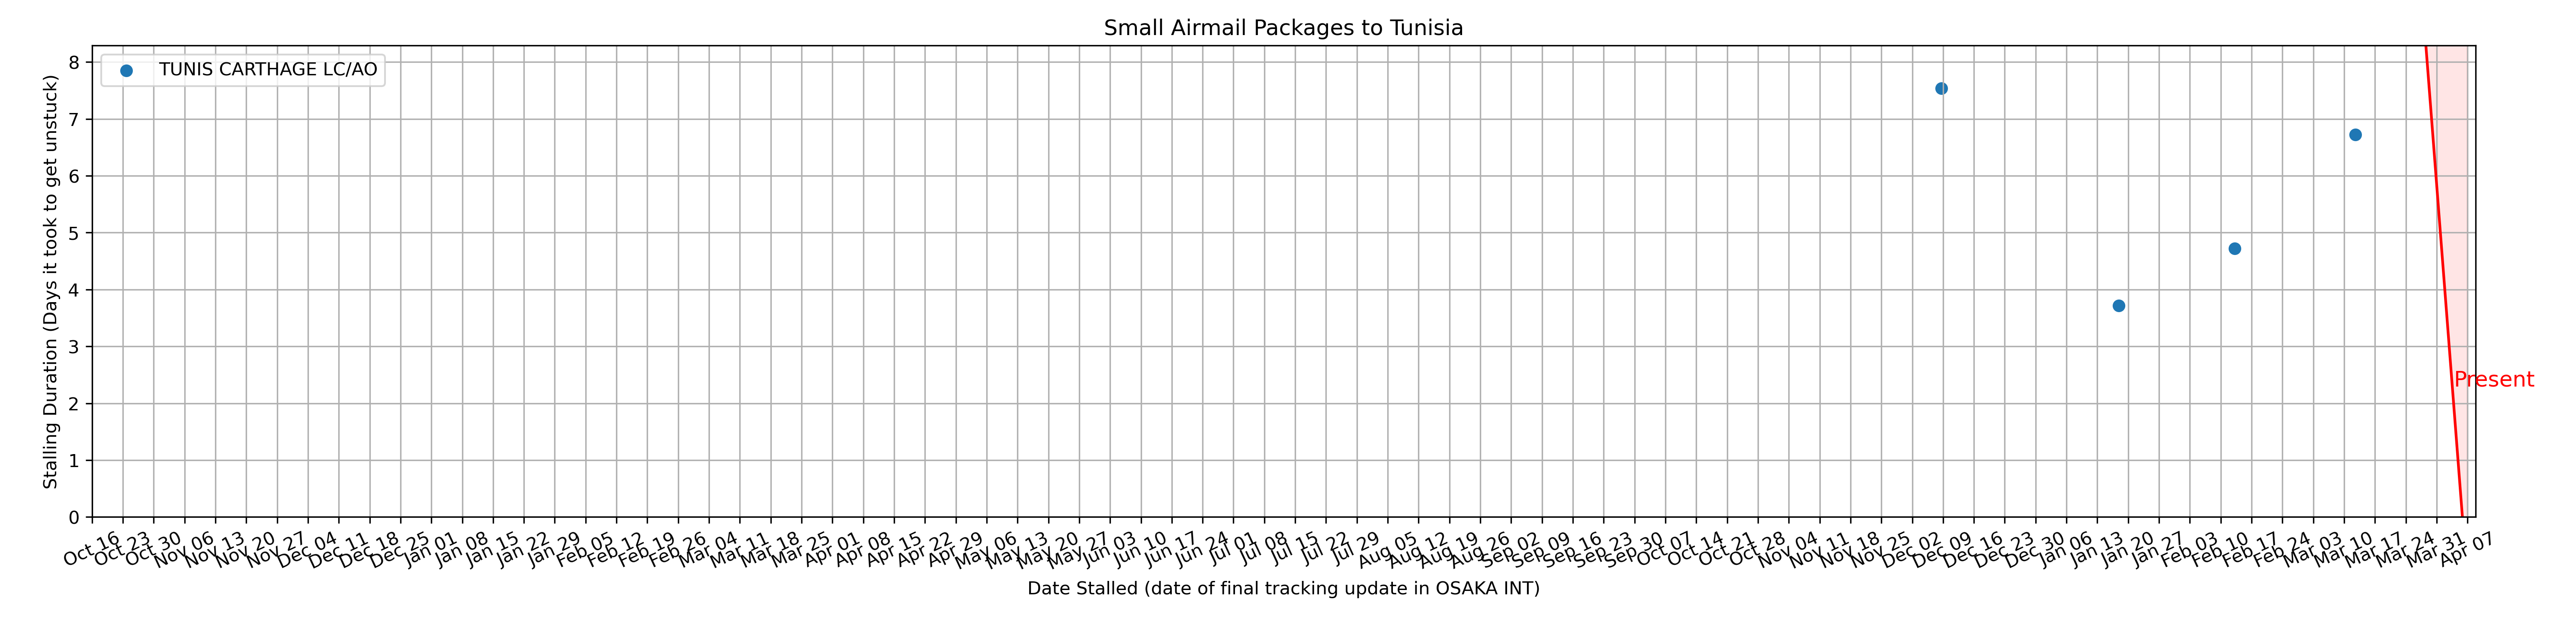 Small Airmail Packages to Tunisia
TUNIS CARTHAGE LC/AO
Stalling Duration (Days it took to get unstuck)
8
7
6
5
4
3
2
1
0
Present
Oct 16 Oct 23 Oct 30 Nov 06 Nov 13 Nov 20 Nov 27 Dec 04 Dec 11 Dec 18 Dec 25 Jan 01 Jan 08 Jan 15 Jan 22 Jan 29 Feb 05 Feb 12 Feb 19 Feb 26 Mar 04 Mar 11 Mar 18 Mar 25 Apr 01 Apr 08 Apr 15 Apr 22 Apr 29 May 06 May 13 May 20 May 27 Jun 03 Jun 10 Jun 17 Jun 24 Jul 01 Jul 08 Jul 15 Jul 22 Jul 29 Aug 05 Aug 12 Aug 19 Aug 26 Sep 02 Sep 09 Sep 16 Sep 23 Sep 30 Oct 07 Oct 14 Oct 21 Oct 28 Nov 04 Nov 11 Nov 18 Nov 25 Dec 02 Dec 09 Dec 16 Dec 23 Dec 30 Jan 06 Jan 13 Jan 20 Jan 27 Feb 03 Feb 10 Feb 17 Feb 24 Mar 03 Mar 10 Mar 17 Mar 24 Mar 31 Apr 07
Date Stalled (date of final tracking update in OSAKA INT)